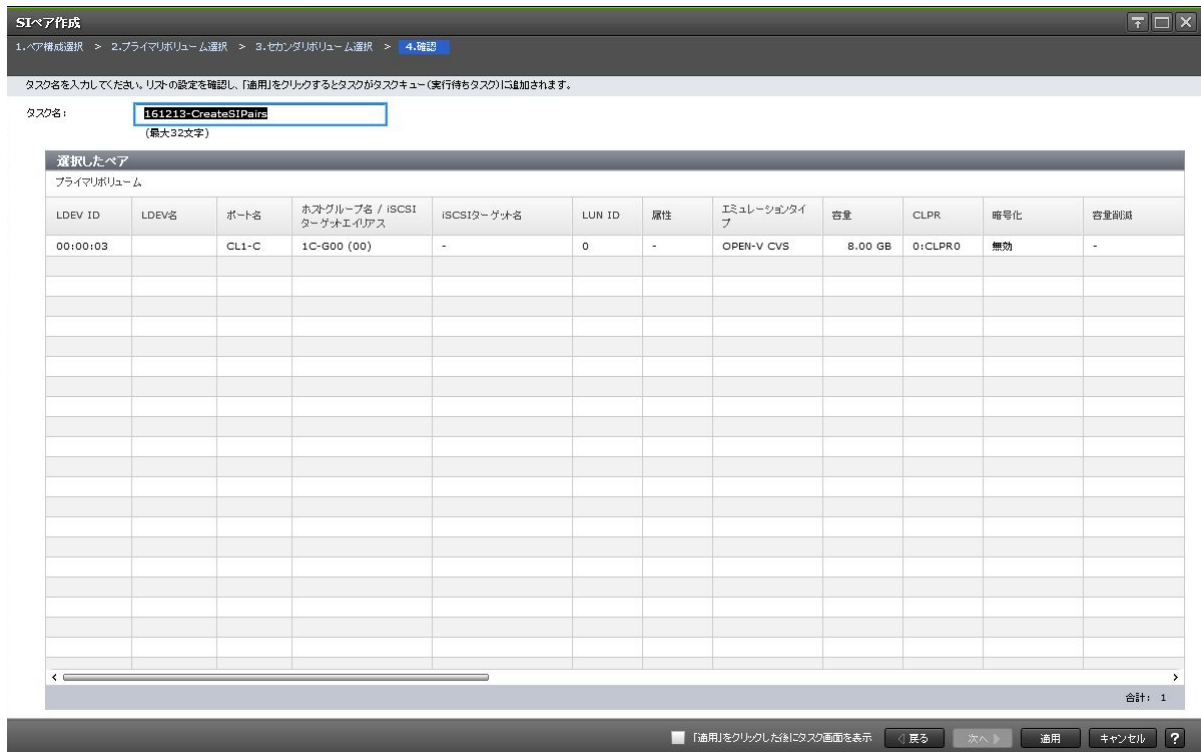 SIペア作成
1.ペア構成選択 > 2.プライマリボリューム選択 > 3.セカンダリボリューム選択 > 4.確認
タスク名を入力してください。リストの設定を確認し、「適用」をクリックするとタスクがタスクキュー(実行待ちタスク)に追加されます。
タスク名: 161213-CreateSIPairs
(最大32文字)
選択したペア
プライマリボリューム
LDEV ID LDEV名 ポート名 ホストグループ名 / iSCSIターゲットエイリアス iSCSIターゲット名 LUN ID 属性 エミュレーションタイプ 容量 CLPR 暗号化 容量削減
00:00:03 CL1-C 1C-G00 (00) - 0 - OPEN-V CVS 8.00 GB 0:CLPR0 無効 -
合計: 1
「適用」をクリックした後にタスク画面を表示 戻る 次へ 適用 キャンセル ?